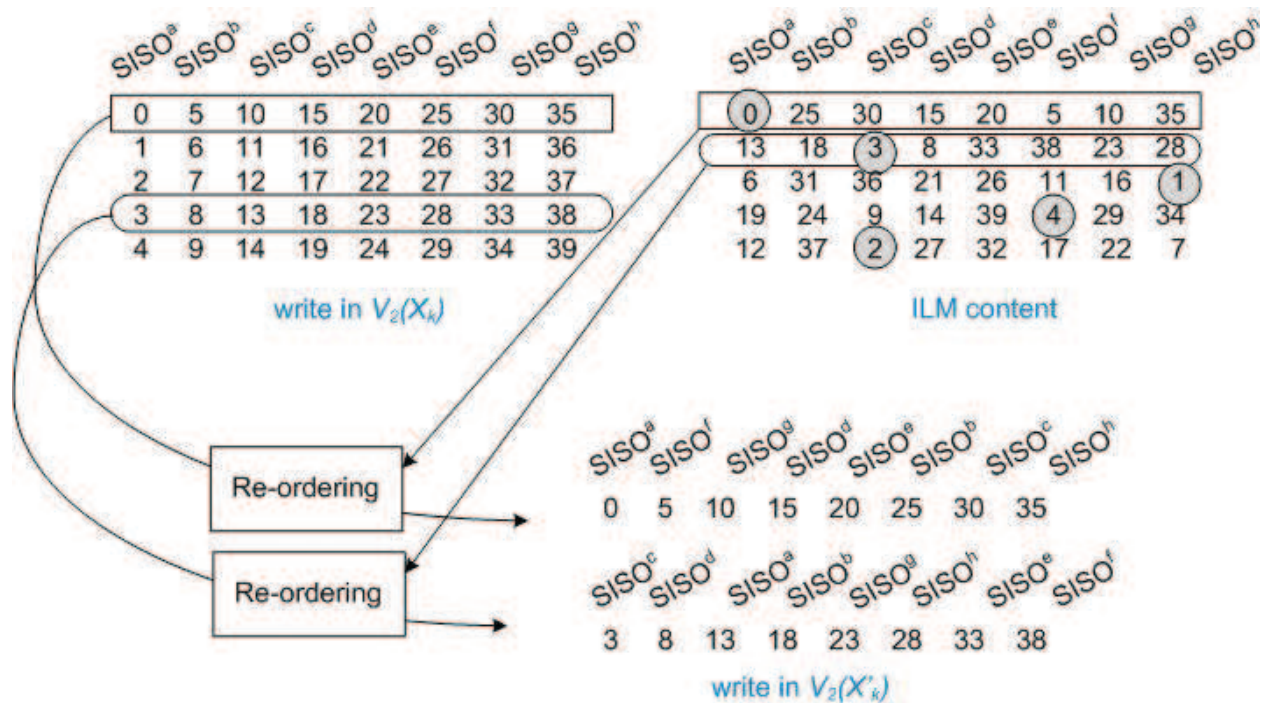 SISOᵃ SISOᵇ SISOᶜ SISOᵈ SISOᵉ SISOᶠ SISOᵍ SISOʰ
0 5 10 15 20 25 30 35
1 6 11 16 21 26 31 36
2 7 12 17 22 27 32 37
3 8 13 18 23 28 33 38
4 9 14 19 24 29 34 39
write in V₂(Xₖ)
SISOᵃ SISOᵇ SISOᶜ SISOᵈ SISOᵉ SISOᶠ SISOᵍ SISOʰ
0 25 30 15 20 5 10 35
13 18 3 8 33 38 23 28
6 31 36 21 26 11 16 1
19 24 9 14 39 4 29 34
12 37 2 27 32 17 22 7
ILM content
Re-ordering
SISOᵃ SISOᶠ SISOᵍ SISOᵈ SISOᵉ SISOᵇ SISOᶜ SISOʰ
0 5 10 15 20 25 30 35
Re-ordering
SISOᶜ SISOᵈ SISOᵃ SISOᵇ SISOᵍ SISOʰ SISOᵉ SISOᶠ
3 8 13 18 23 28 33 38
write in V₂(X'ₖ)